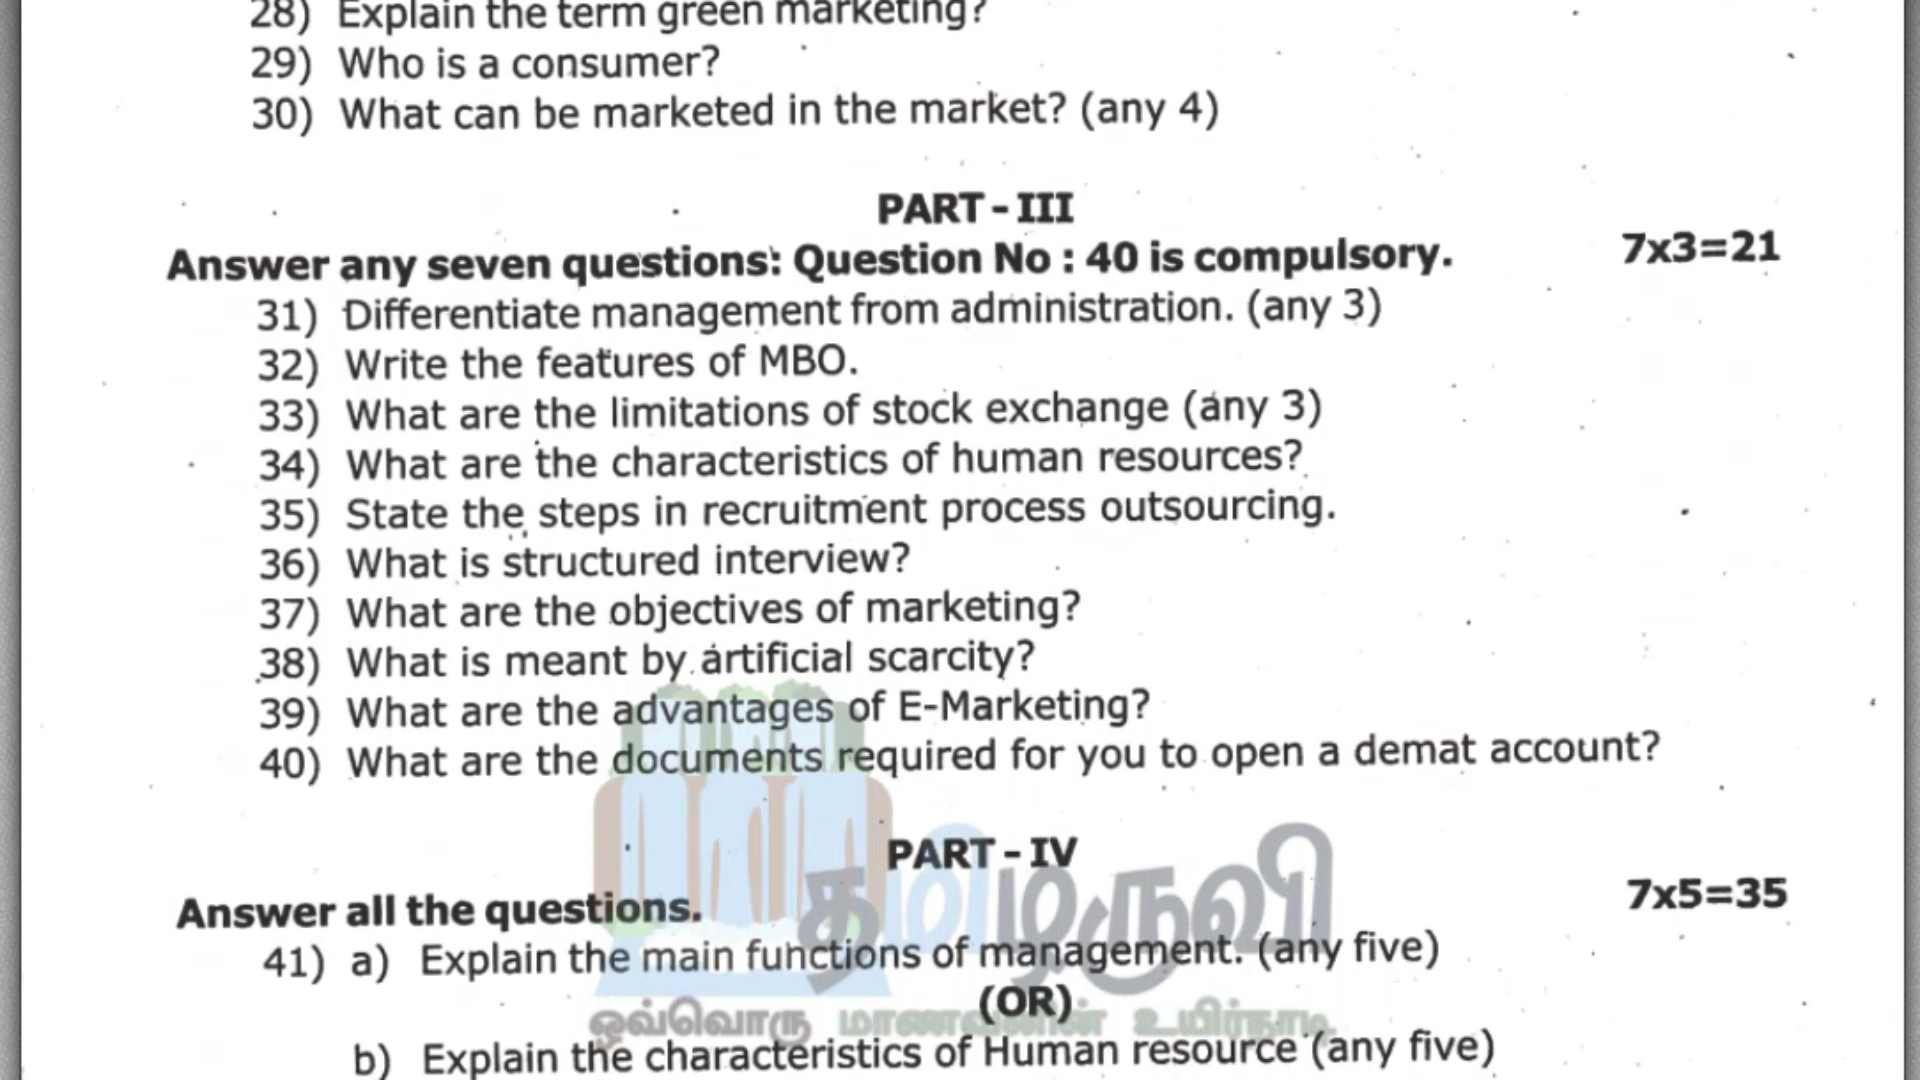 28) Explain the term green marketing?
29) Who is a consumer?
30) What can be marketed in the market? (any 4)
PART - III
Answer any seven questions: Question No : 40 is compulsory. 7x3=21
31) Differentiate management from administration. (any 3)
32) Write the features of MBO.
33) What are the limitations of stock exchange (any 3)
34) What are the characteristics of human resources?
35) State the steps in recruitment process outsourcing.
36) What is structured interview?
37) What are the objectives of marketing?
38) What is meant by artificial scarcity?
39) What are the advantages of E-Marketing?
40) What are the documents required for you to open a demat account?
PART - IV
தமிழருவி
Answer all the questions. 7x5=35
41) a) Explain the main functions of management. (any five)
(OR)
ஒவ்வொரு மாணவனின் உயிர்நாடி
b) Explain the characteristics of Human resource (any five)